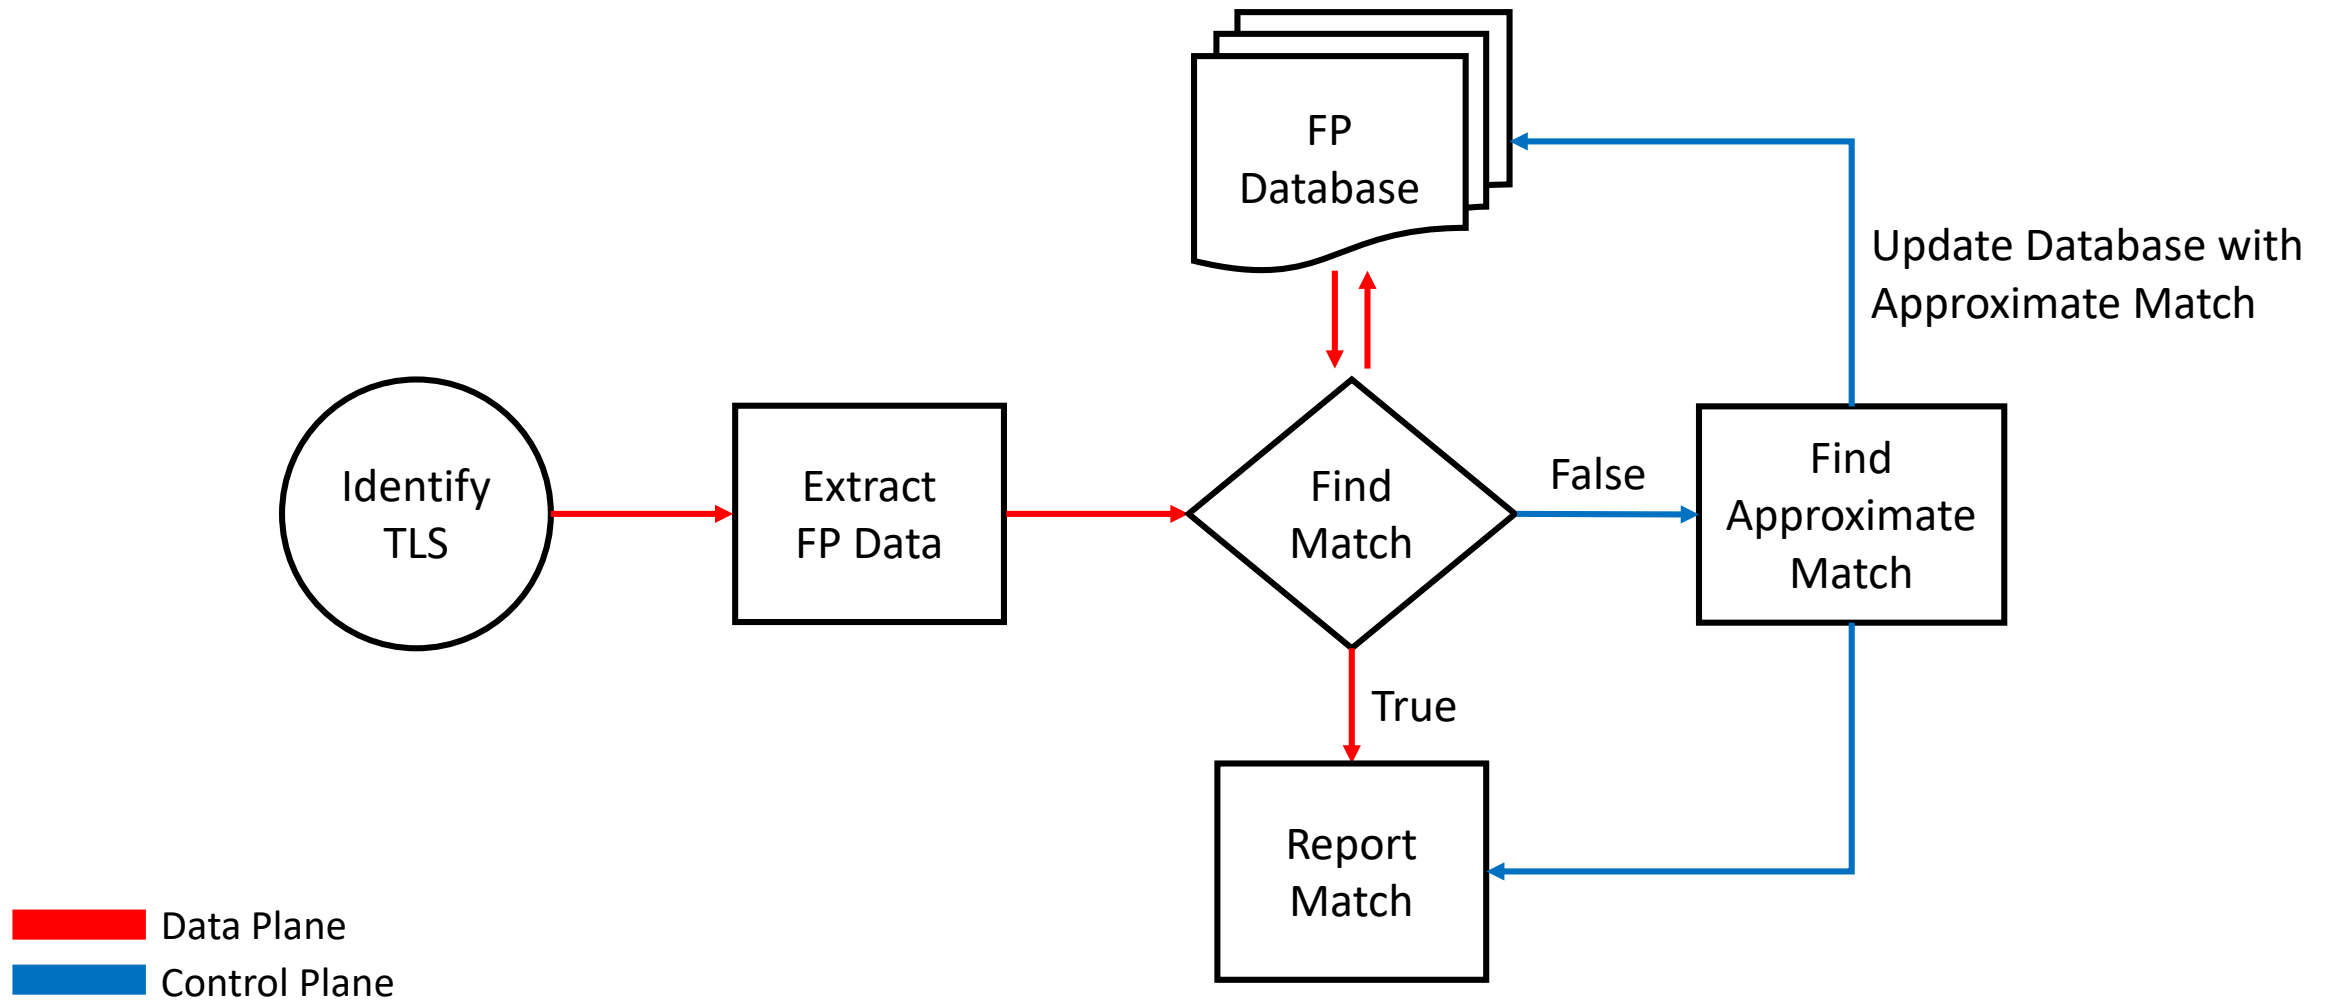 FP
Database
Update Database with
Approximate Match
Identify
TLS
Extract
FP Data
Find
Match
False
Find
Approximate
Match
True
Report
Match
Data Plane
Control Plane